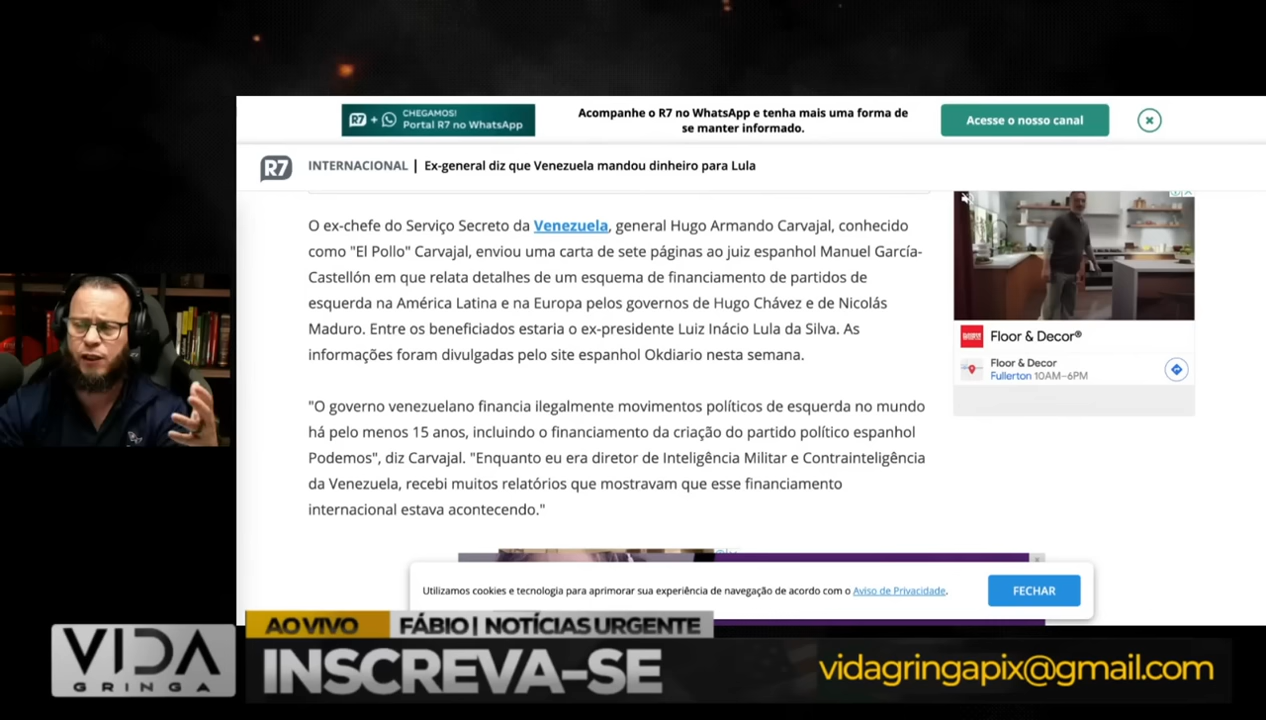 R7 + CHEGAMOS!
Portal R7 no WhatsApp
Acompanhe o R7 no WhatsApp e tenha mais uma forma de
se manter informado.
Acesse o nosso canal
R7 INTERNACIONAL | Ex-general diz que Venezuela mandou dinheiro para Lula
O ex-chefe do Serviço Secreto da Venezuela, general Hugo Armando Carvajal, conhecido
como "El Pollo" Carvajal, enviou uma carta de sete páginas ao juiz espanhol Manuel García-
Castellón em que relata detalhes de um esquema de financiamento de partidos de
esquerda na América Latina e na Europa pelos governos de Hugo Chávez e de Nicolás
Maduro. Entre os beneficiados estaria o ex-presidente Luiz Inácio Lula da Silva. As
informações foram divulgadas pelo site espanhol Okdiario nesta semana.
"O governo venezuelano financia ilegalmente movimentos políticos de esquerda no mundo
há pelo menos 15 anos, incluindo o financiamento da criação do partido político espanhol
Podemos", diz Carvajal. "Enquanto eu era diretor de Inteligência Militar e Contrainteligência
da Venezuela, recebi muitos relatórios que mostravam que esse financiamento
internacional estava acontecendo."
Floor & Decor®
Floor & Decor
Fullerton 10AM–6PM
Utilizamos cookies e tecnologia para aprimorar sua experiência de navegação de acordo com o Aviso de Privacidade.
FECHAR
AO VIVO
FÁBIO | NOTÍCIAS URGENTE
VIDA
GRINGA
INSCREVA-SE
vidagringapix@gmail.com